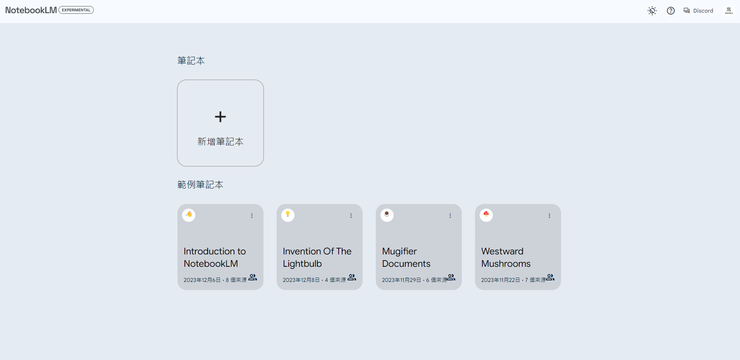 NotebookLM EXPERIMENTAL
Discord
筆記本
+
新增筆記本
範例筆記本
Introduction to
NotebookLM
2023年12月6日・8 個來源
Invention Of The
Lightbulb
2023年12月8日・4 個來源
Mugifier
Documents
2023年11月29日・6 個來源
Westward
Mushrooms
2023年11月22日・7 個來源